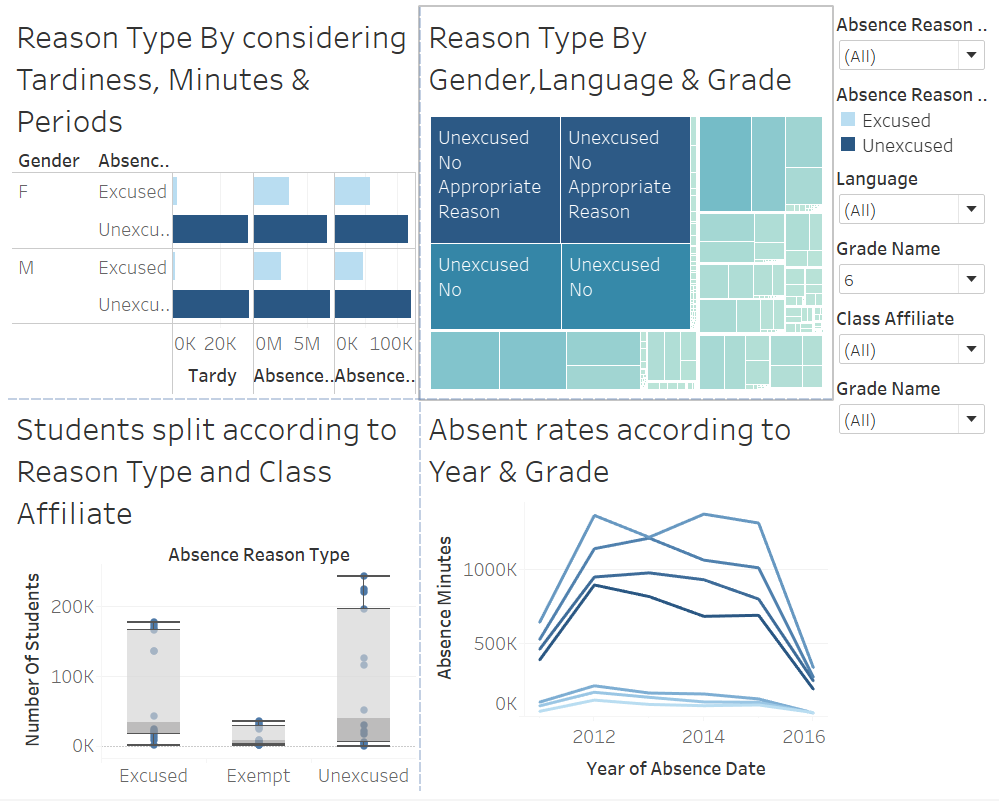 Reason Type By considering
Tardiness, Minutes &
Periods
Gender Absenc..
F Excused
Unexcu..
M Excused
Unexcu..
0K 20K 0M 5M 0K 100K
Tardy Absence.. Absence..
Reason Type By
Gender,Language & Grade
Unexcused
No
Appropriate
Reason
Unexcused
No
Appropriate
Reason
Unexcused
No
Unexcused
No
Absence Reason ..
(All)
Absence Reason ..
Excused
Unexcused
Language
(All)
Grade Name
6
Class Affiliate
(All)
Grade Name
(All)
Students split according to
Reason Type and Class
Affiliate
Absence Reason Type
Number Of Students
200K
100K
0K
Excused Exempt Unexcused
Absent rates according to
Year & Grade
Absence Minutes
1000K
500K
0K
2012 2014 2016
Year of Absence Date